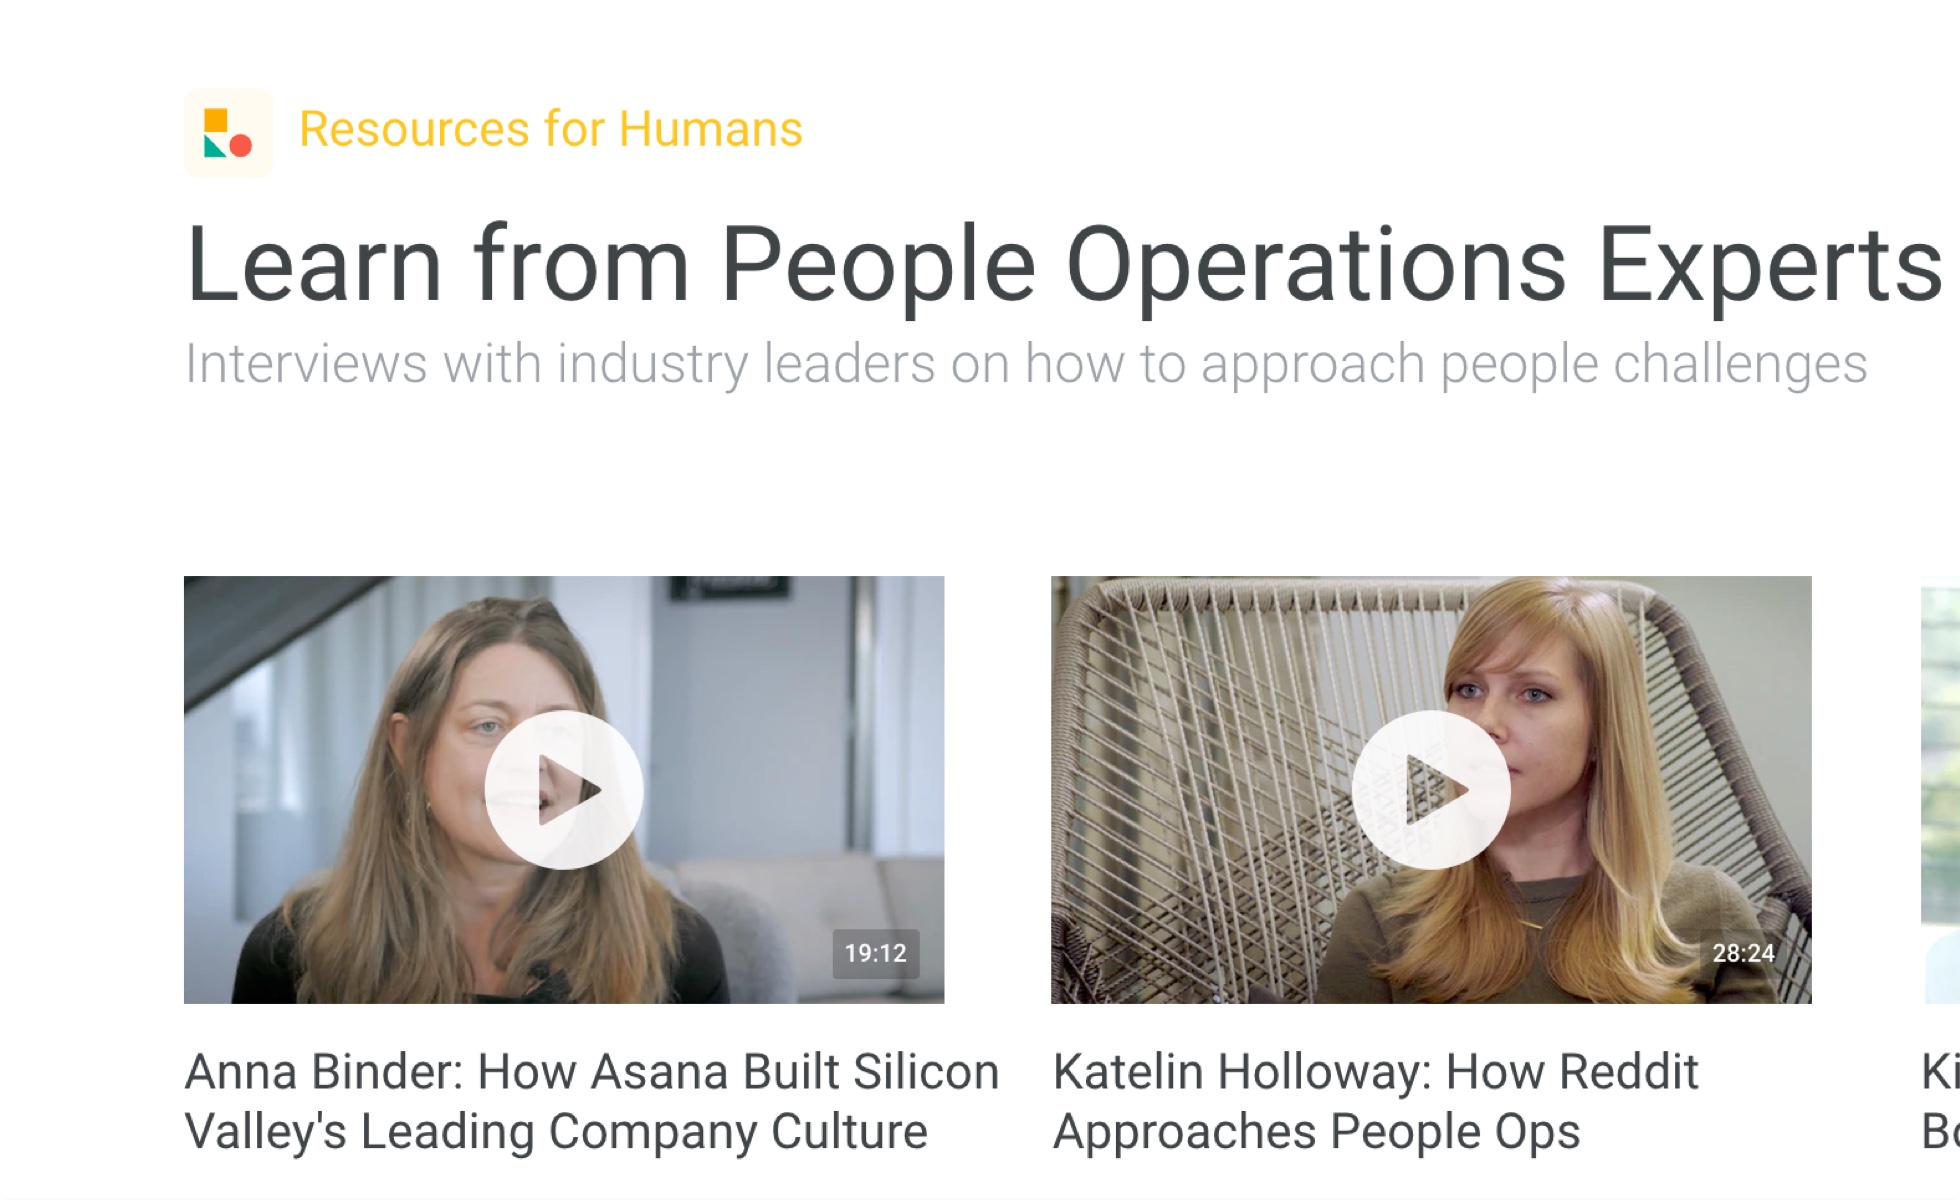 Resources for Humans
Learn from People Operations Experts
Interviews with industry leaders on how to approach people challenges
19:12
28:24
Anna Binder: How Asana Built Silicon
Valley's Leading Company Culture
Katelin Holloway: How Reddit
Approaches People Ops